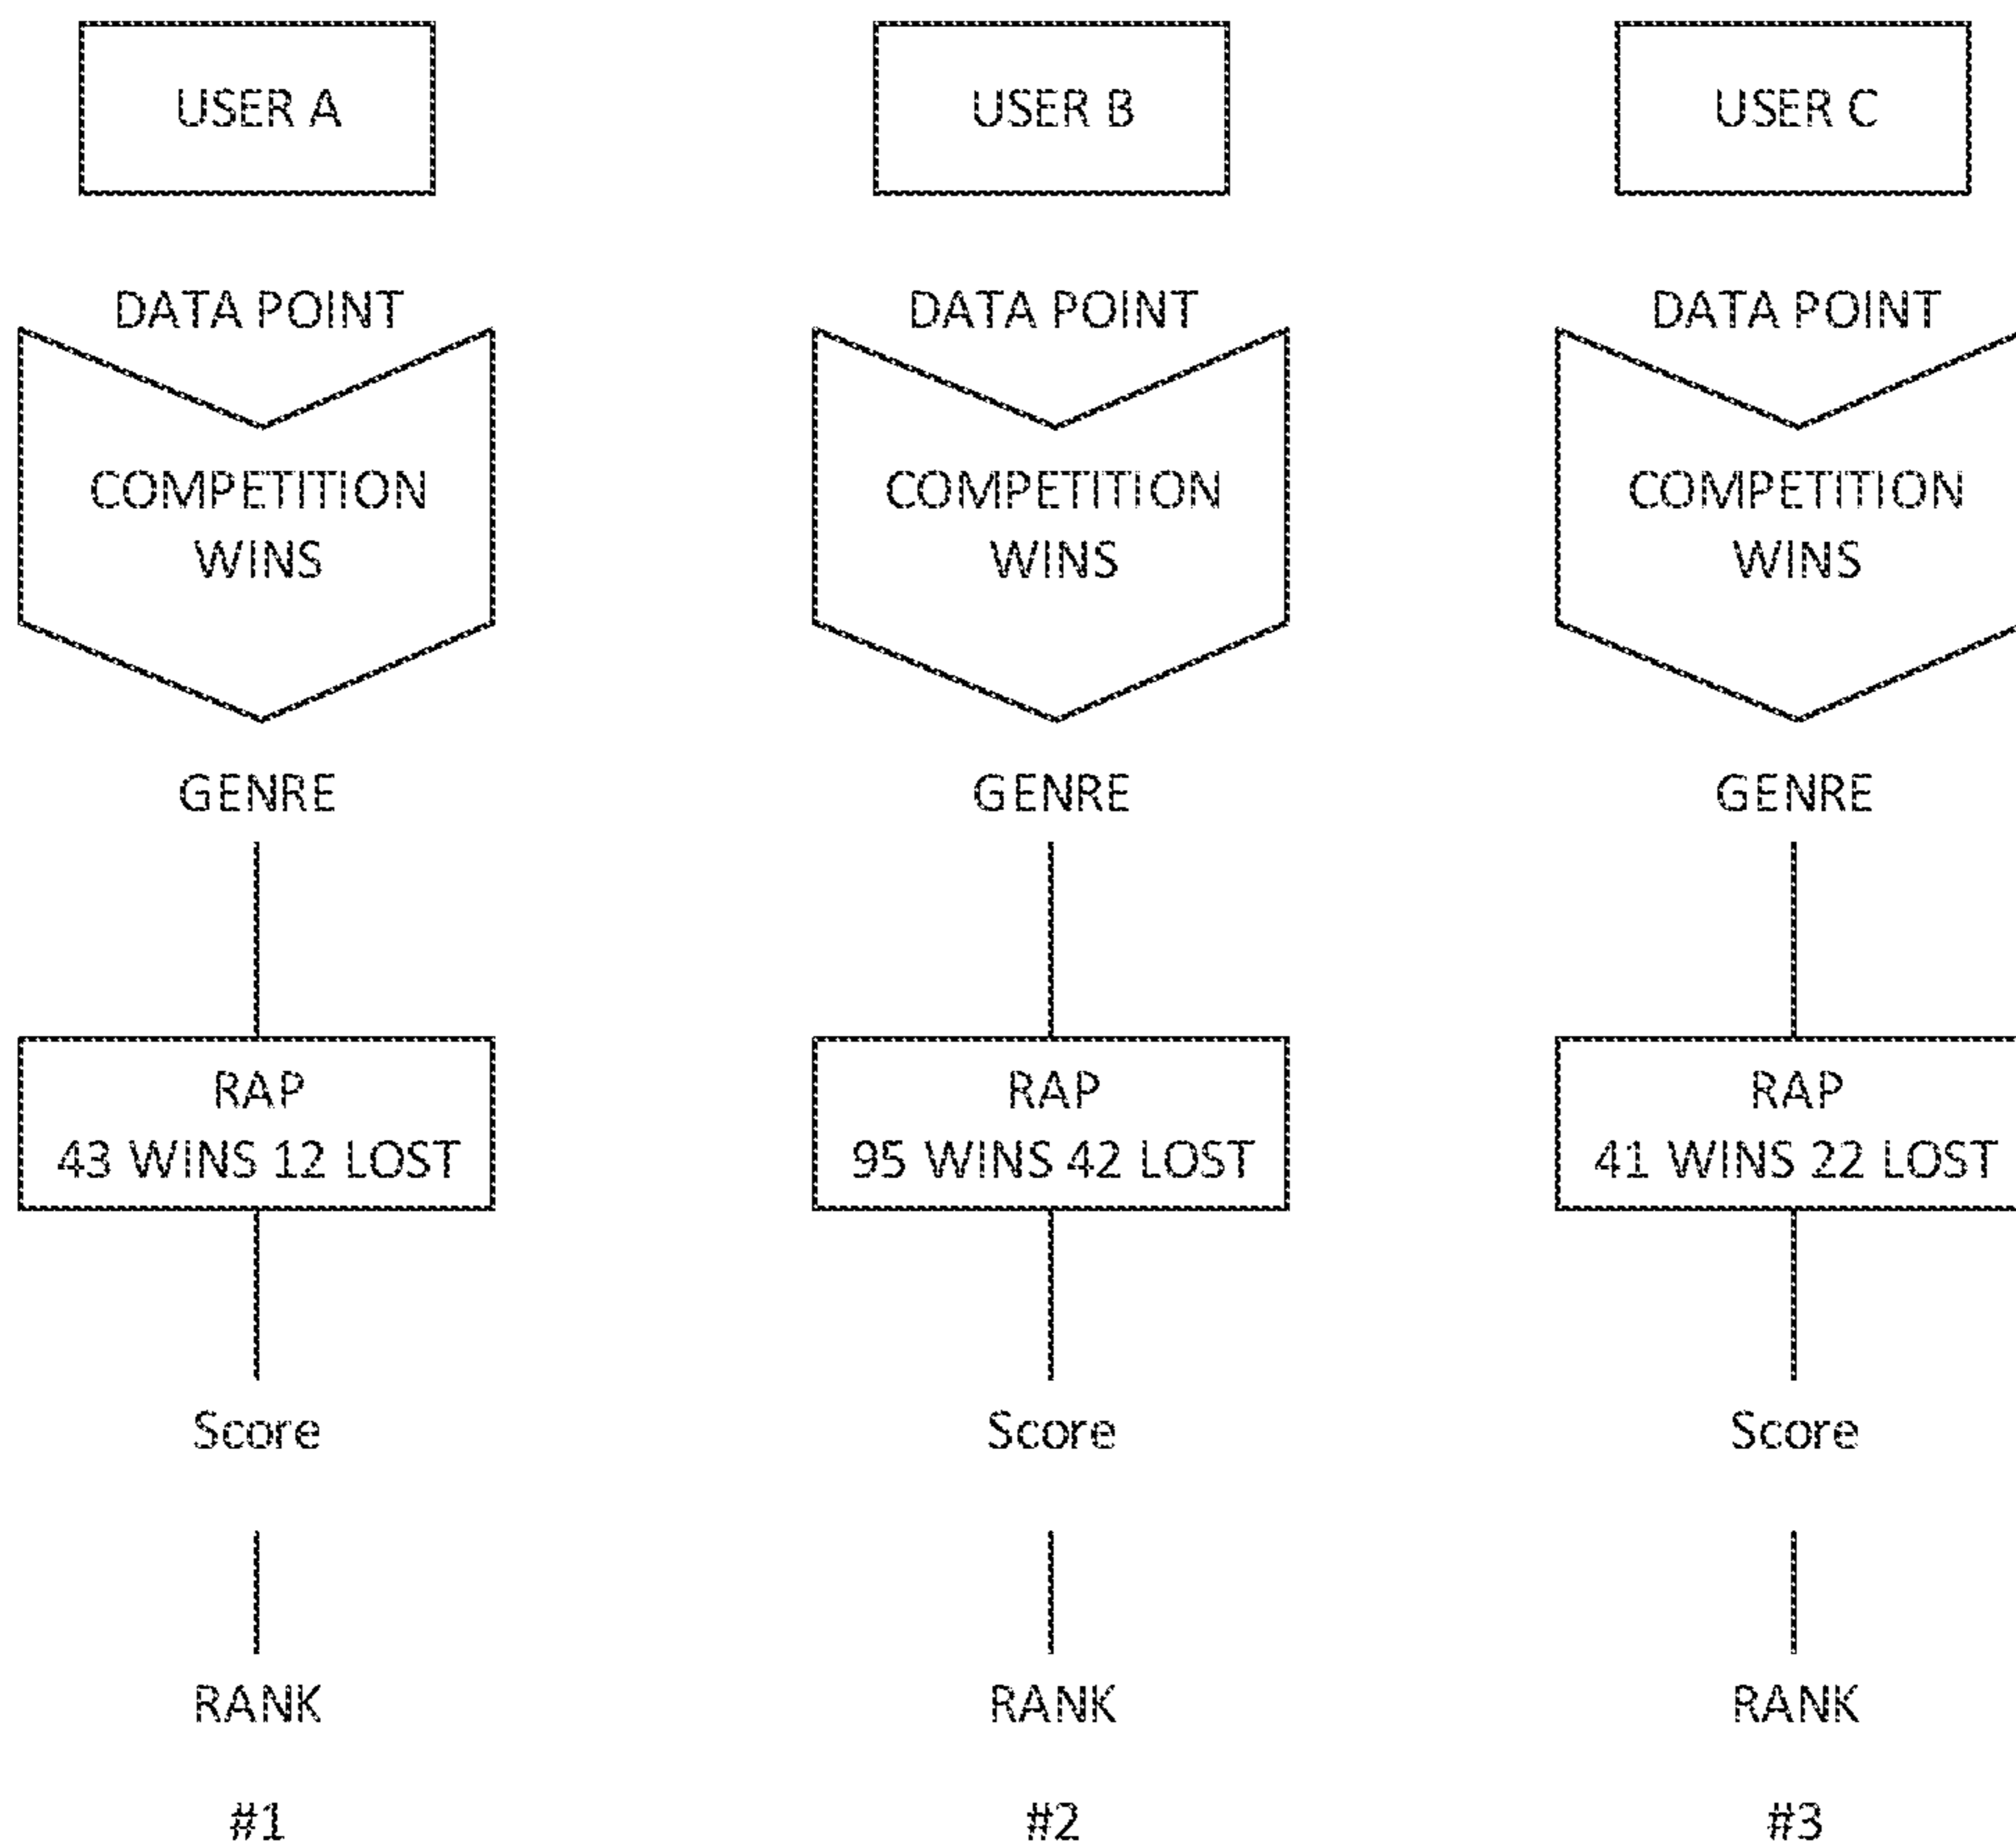 USER A
USER B
USER C
DATA POINT
DATA POINT
DATA POINT
COMPETITION
WINS
COMPETITION
WINS
COMPETITION
WINS
GENRE
GENRE
GENRE
RAP
43 WINS 12 LOST
RAP
95 WINS 42 LOST
RAP
41 WINS 22 LOST
Score
Score
Score
RANK
RANK
RANK
#1
#2
#3